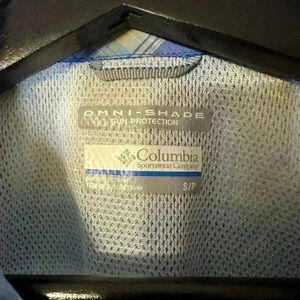 OMNI-SHADE
SUN PROTECTION
Columbia
Sportswear Company
S/P